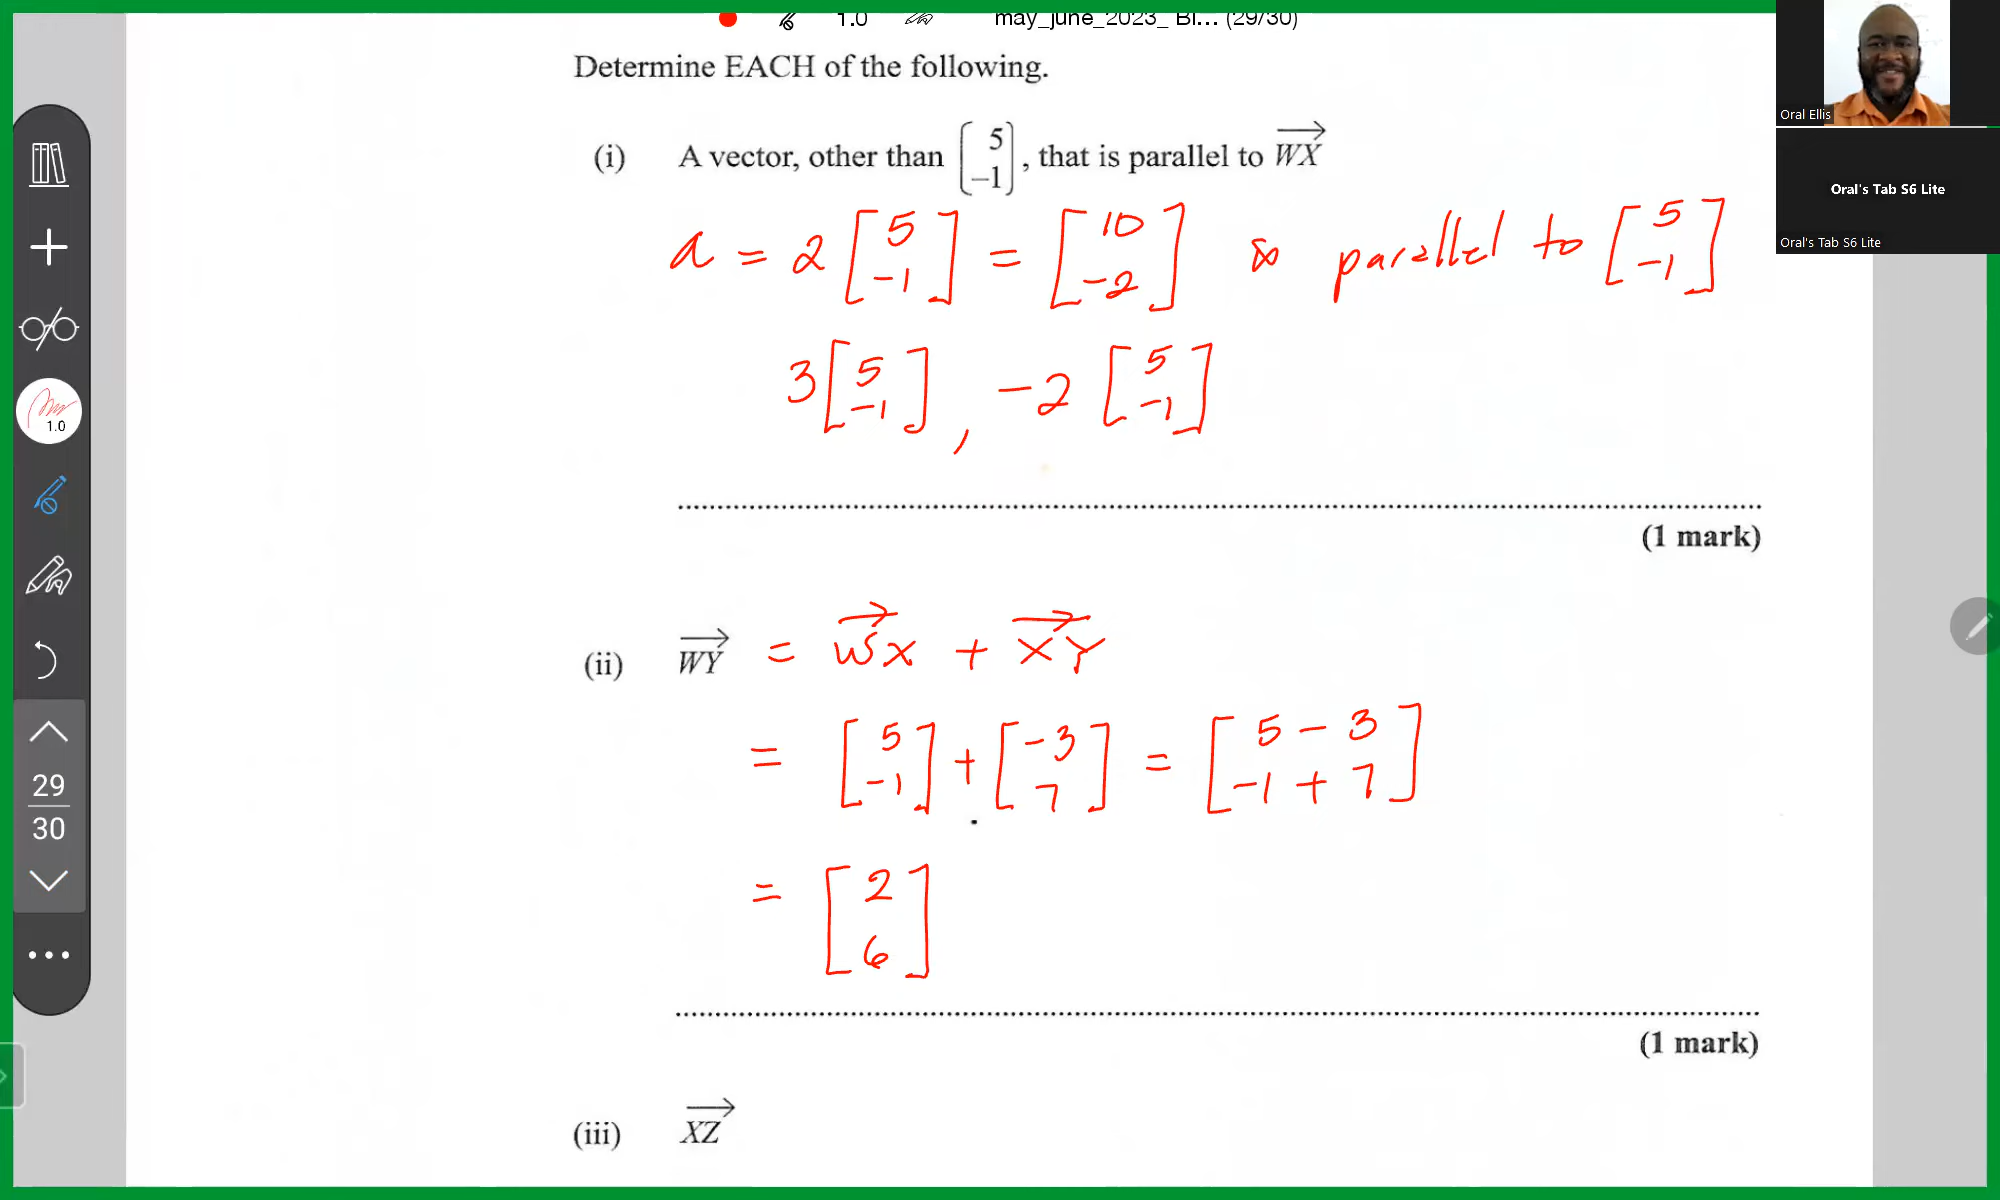 1.0 may_june_2023_ BI... (29/30)
Determine EACH of the following.
(i) A vector, other than [5 -1], that is parallel to WX
a = 2 [5 -1] = [10 -2] is parallel to [5 -1]
3 [5 -1] , -2 [5 -1]
(1 mark)
(ii) WY = WX + XY
= [5 -1] + [-3 7] = [5 - 3 -1 + 7]
= [2 6]
(1 mark)
(iii) XZ
1.0
29
30
Oral Ellis
Oral's Tab S6 Lite
Oral's Tab S6 Lite